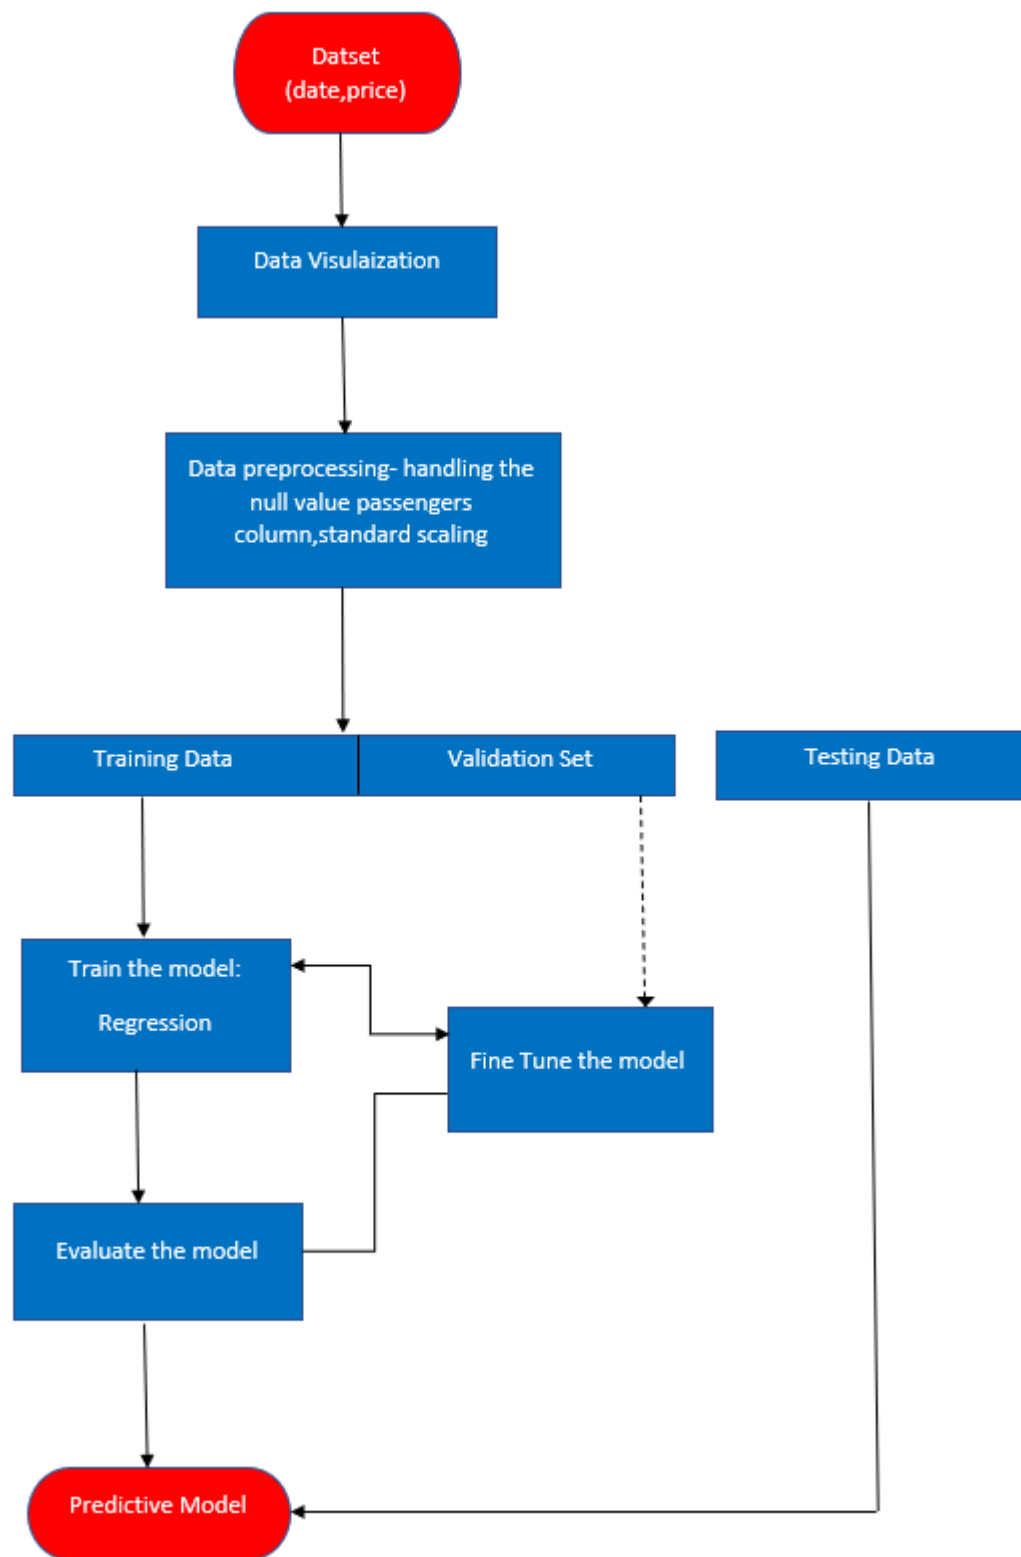 Datset
(date,price)
Data Visulaization
Data preprocessing- handling the
null value passengers
column,standard scaling
Training Data
Validation Set
Testing Data
Train the model:
Regression
Fine Tune the model
Evaluate the model
Predictive Model